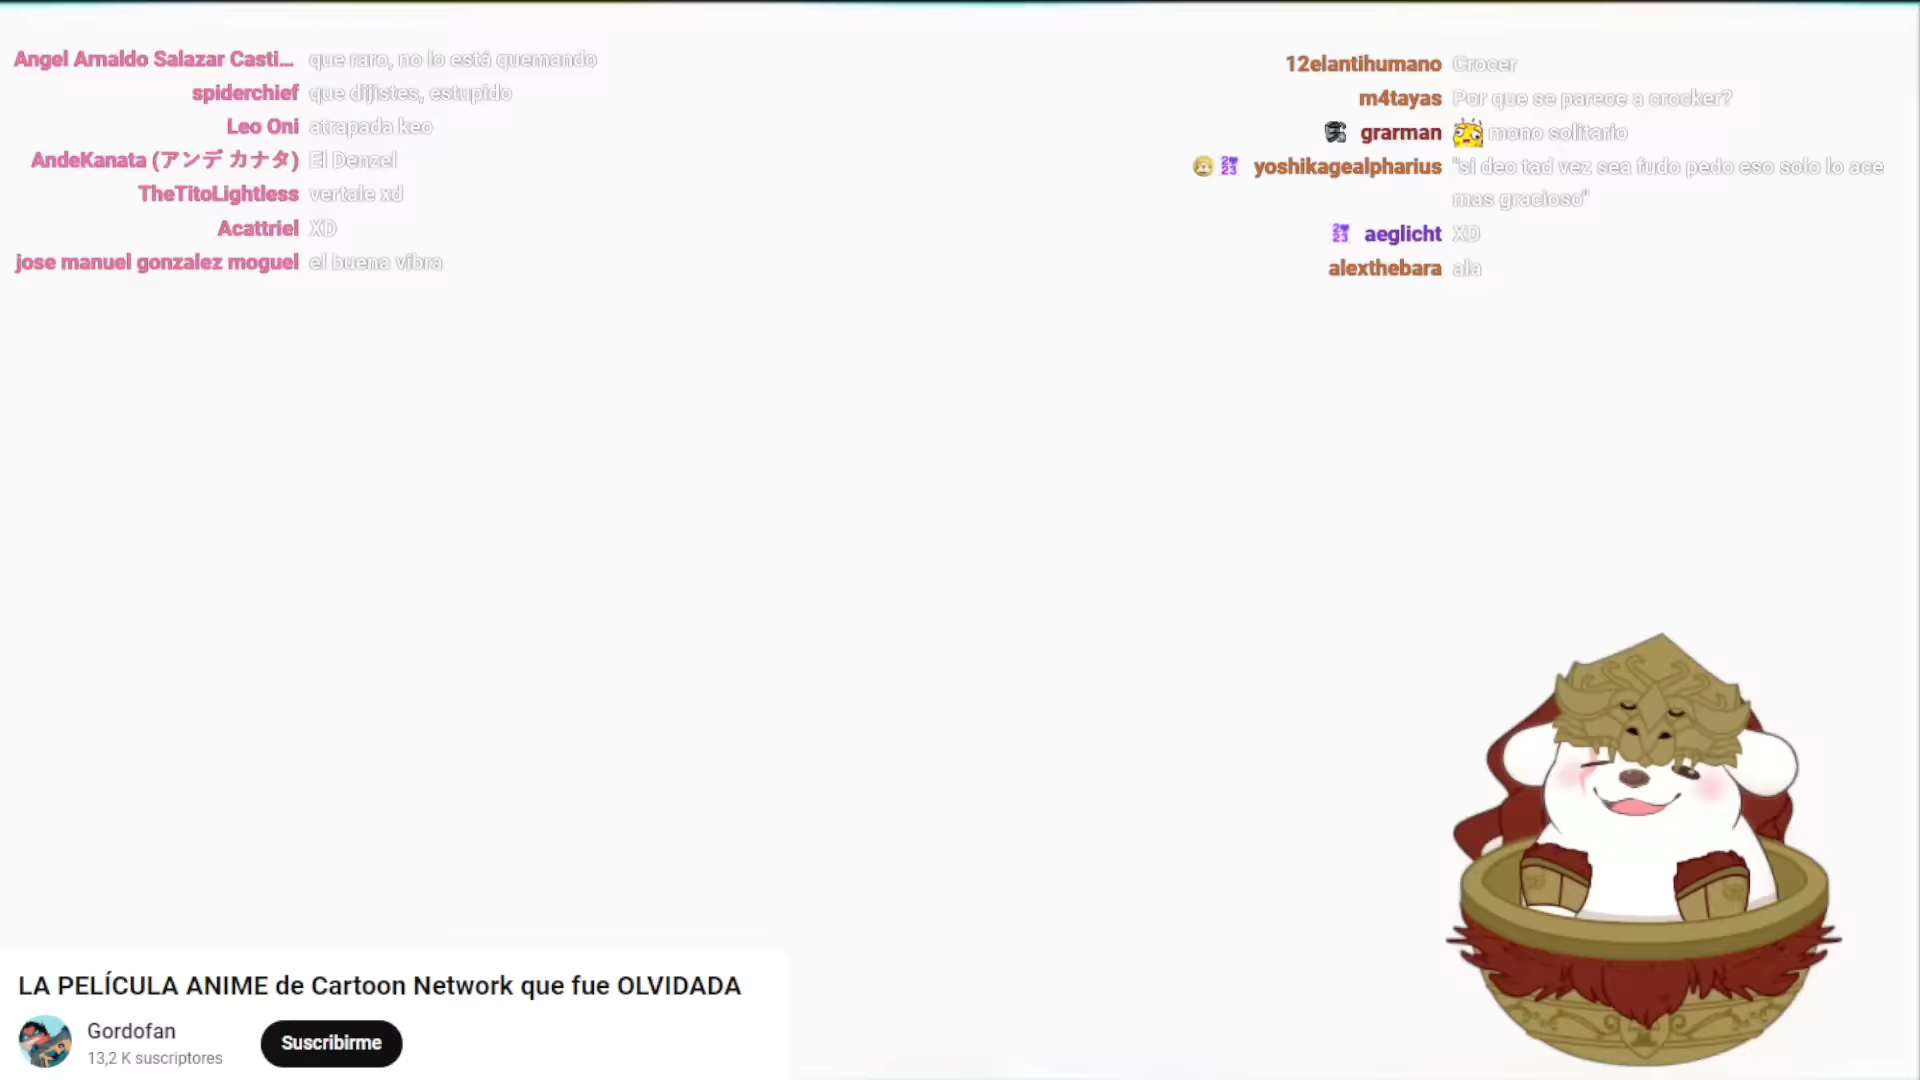 Angel Arnaldo Salazar Casti... que raro, no lo está quemando
spiderchief que dijistes, estupido
Leo Oni atrapada keo
AndeKanata (アンデ カナタ) El Denzel
TheTitoLightless vertale xd
Acattriel XD
jose manuel gonzalez moguel el buena vibra
12elantihumano Crocer
m4tayas Por que se parece a crocker?
grarman mono solitario
yoshikagealpharius "si deo tad vez sea fudo pedo eso solo lo ace
mas gracioso"
aeglicht XD
alexthebara ala
LA PELÍCULA ANIME de Cartoon Network que fue OLVIDADA
Gordofan
13,2 K suscriptores
Suscribirme